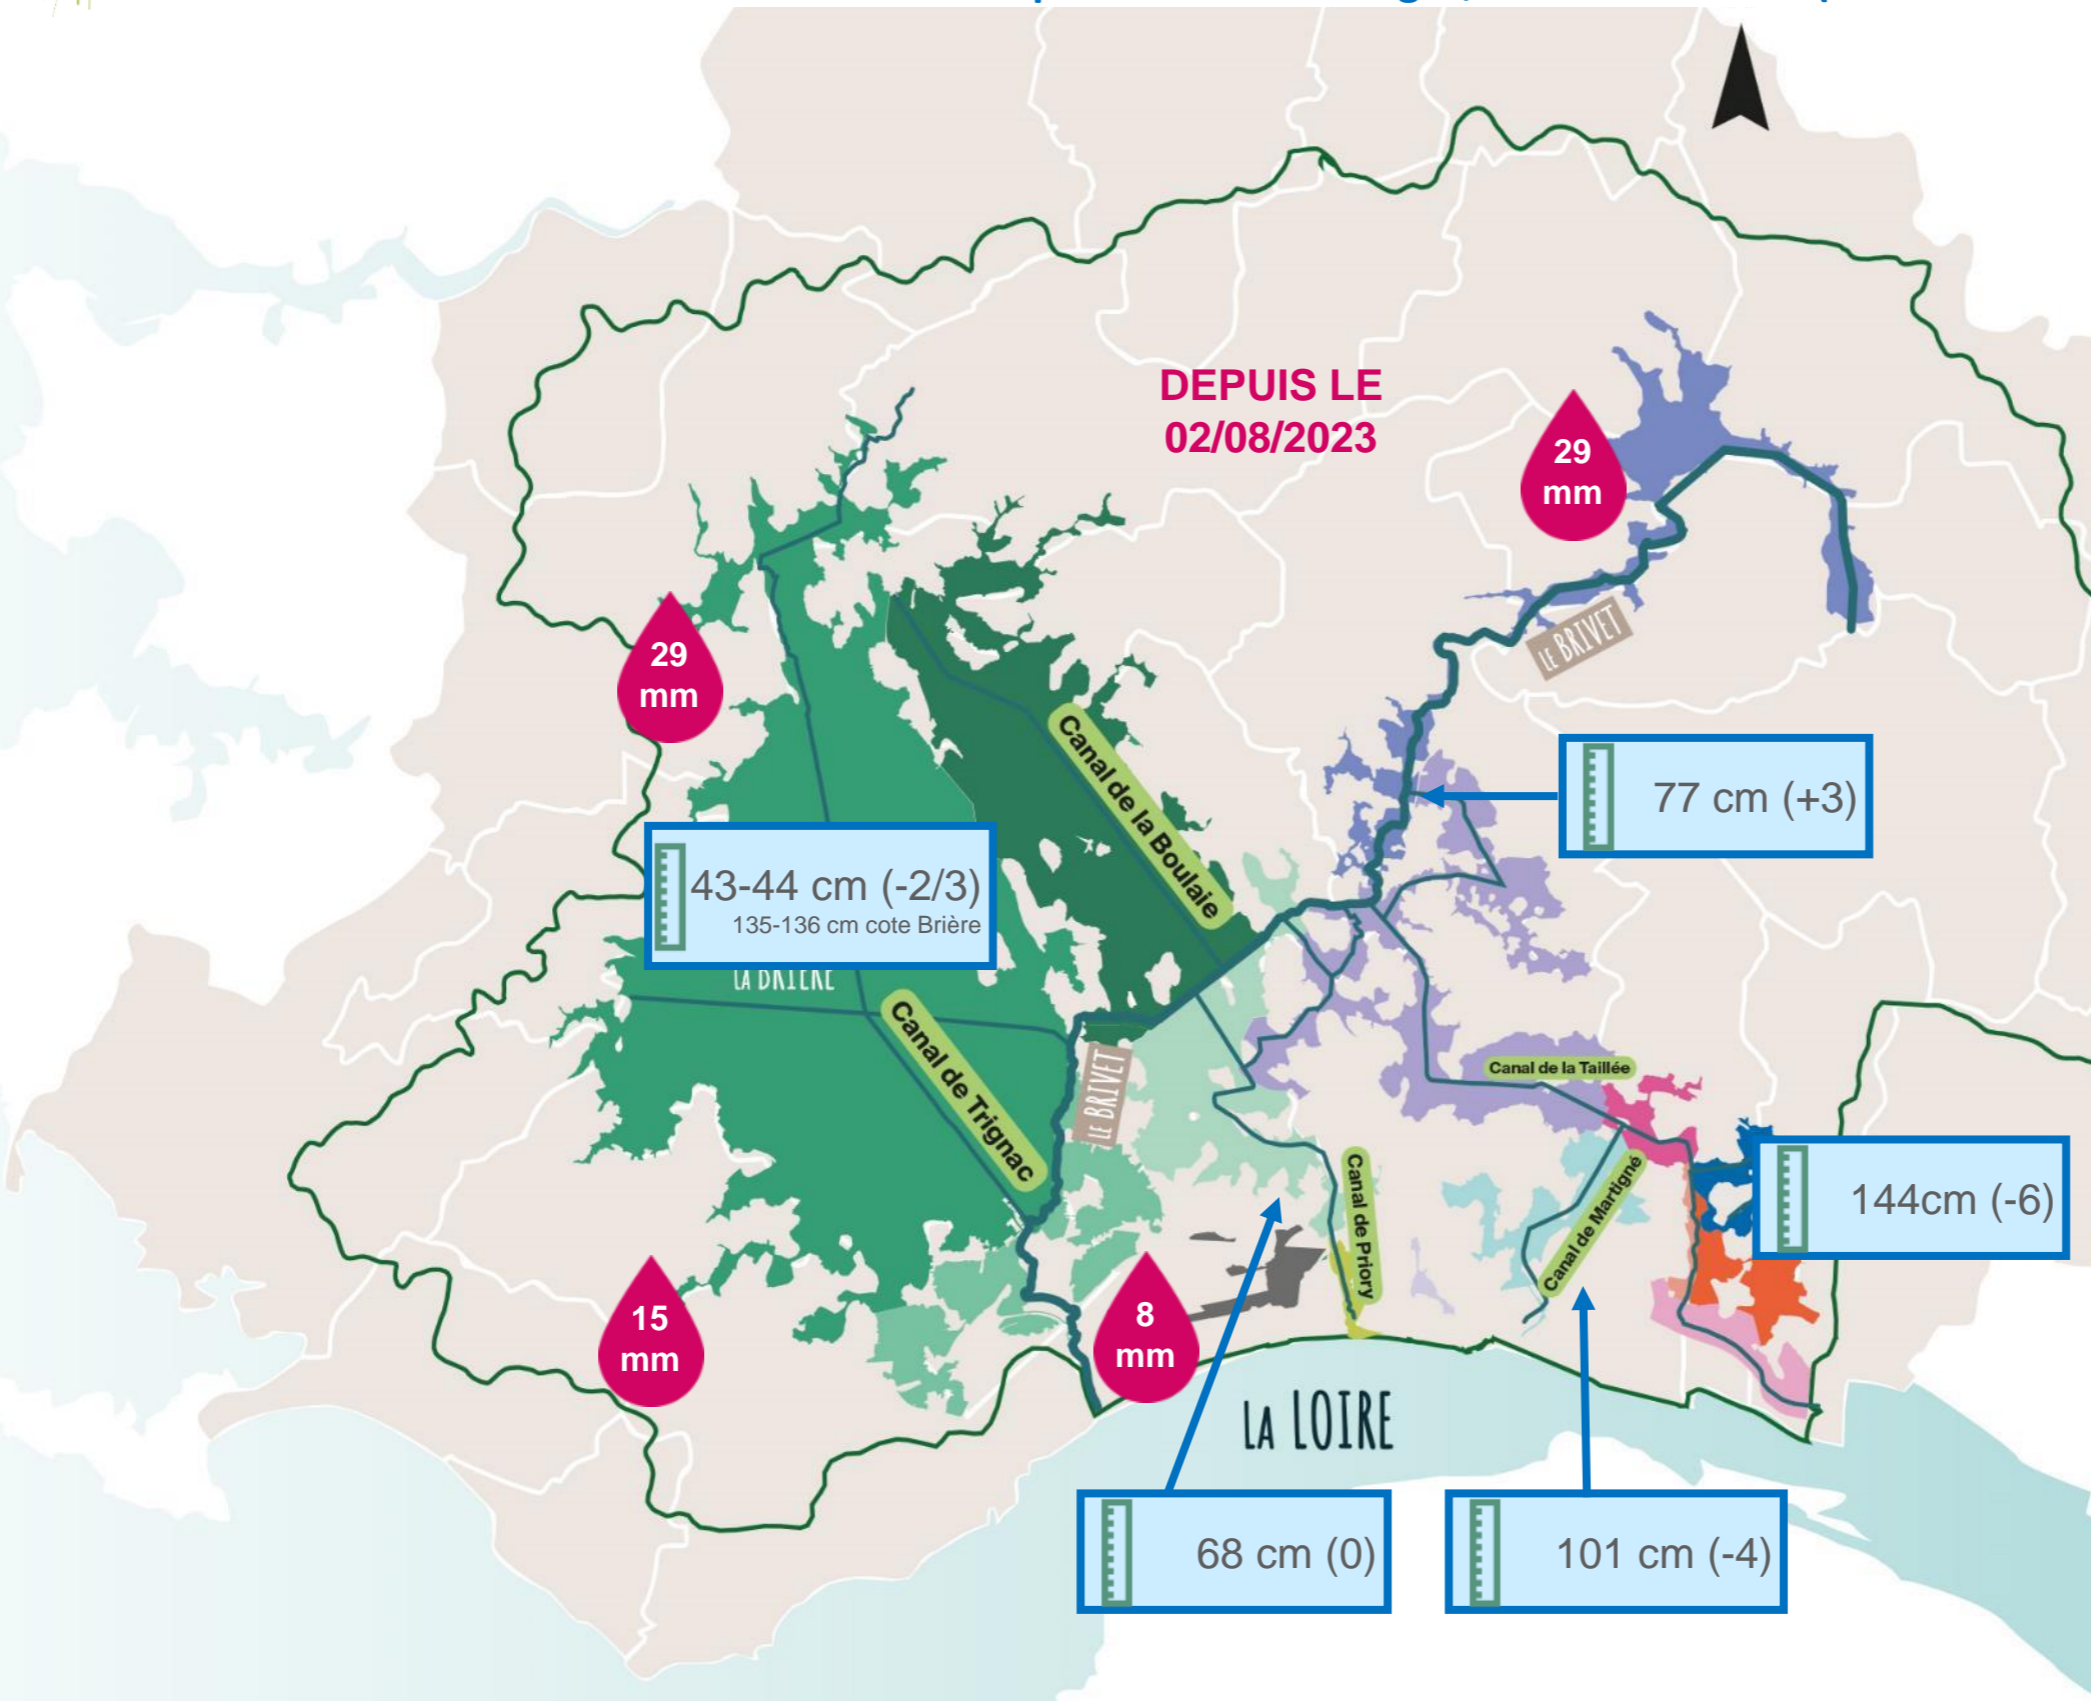 DEPUIS LE
02/08/2023
29
mm
29
mm
LE BRIVET
Canal de la Boulaie
77 cm (+3)
43-44 cm (-2/3)
135-136 cm cote Brière
LA BRIÈRE
Canal de Trignac
LE BRIVET
Canal de la Taillée
Canal de Priory
Canal de Martigné
144cm (-6)
15
mm
8
mm
LA LOIRE
68 cm (0)
101 cm (-4)